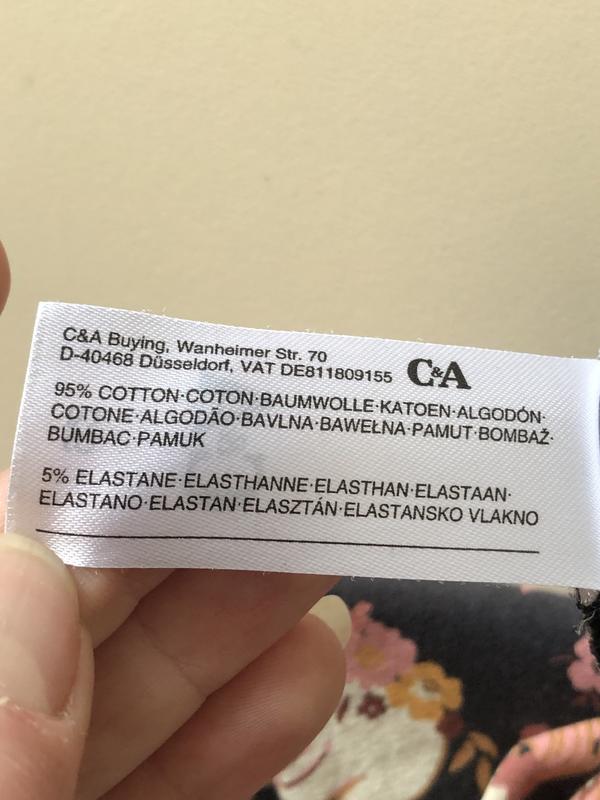 C&A Buying, Wanheimer Str. 70
D-40468 Düsseldorf, VAT DE811809155
C&A
95% COTTON·COTON·BAUMWOLLE·KATOEN·ALGODÓN·
COTONE·ALGODÃO·BAVLNA·BAWEŁNA·PAMUT·BOMBAŽ·
BUMBAC·PAMUK
5% ELASTANE·ELASTHANNE·ELASTHAN·ELASTAAN·
ELASTANO·ELASTAN·ELASZTÁN·ELASTANSKO VLAKNO